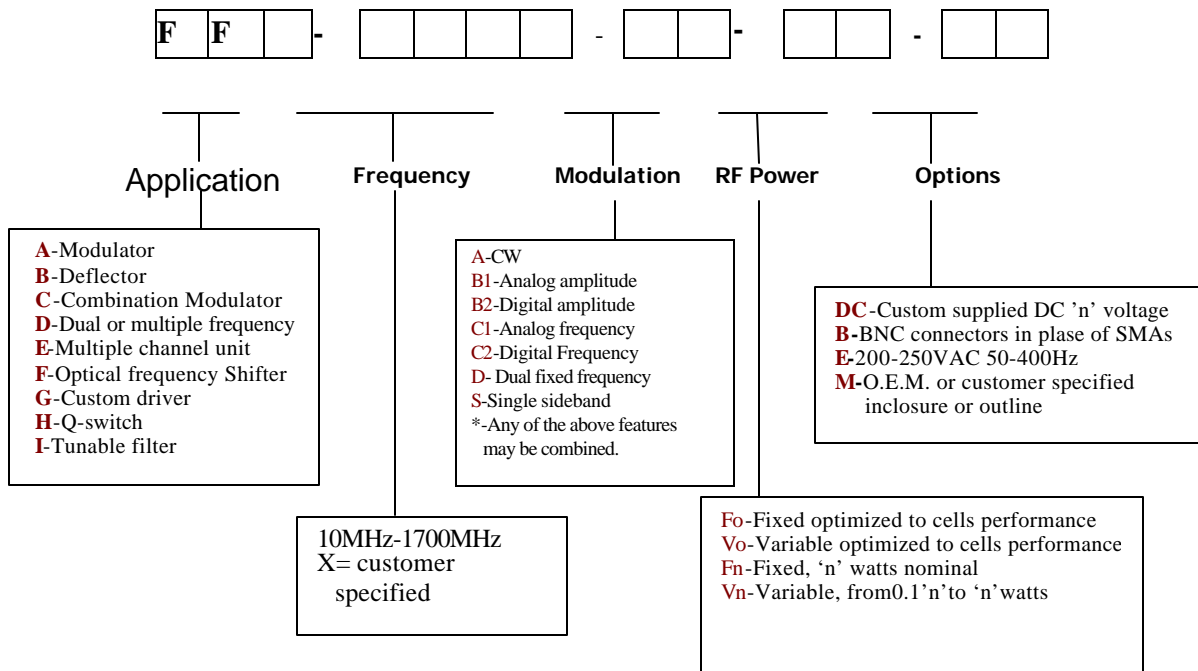 F F - - - -
Application Frequency Modulation RF Power Options
A-Modulator
B-Deflector
C-Combination Modulator
D-Dual or multiple frequency
E-Multiple channel unit
F-Optical frequency Shifter
G-Custom driver
H-Q-switch
I-Tunable filter
10MHz-1700MHz
X= customer
specified
A-CW
B1-Analog amplitude
B2-Digital amplitude
C1-Analog frequency
C2-Digital Frequency
D- Dual fixed frequency
S-Single sideband
*-Any of the above features
may be combined.
Fo-Fixed optimized to cells performance
Vo-Variable optimized to cells performance
Fn-Fixed, ‘n’ watts nominal
Vn-Variable, from0.1’n’to ‘n’watts
DC-Custom supplied DC ’n’ voltage
B-BNC connectors in plase of SMAs
E-200-250VAC 50-400Hz
M-O.E.M. or customer specified
inclosure or outline